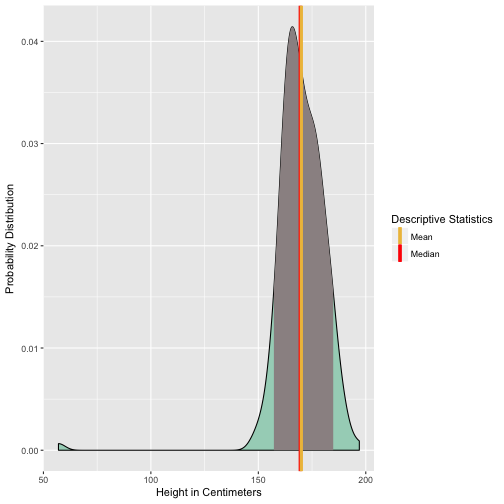 0.04
0.03
0.02
0.01
0.00
Probability Distribution
50
100
150
200
Height in Centimeters
Descriptive Statistics
Mean
Median